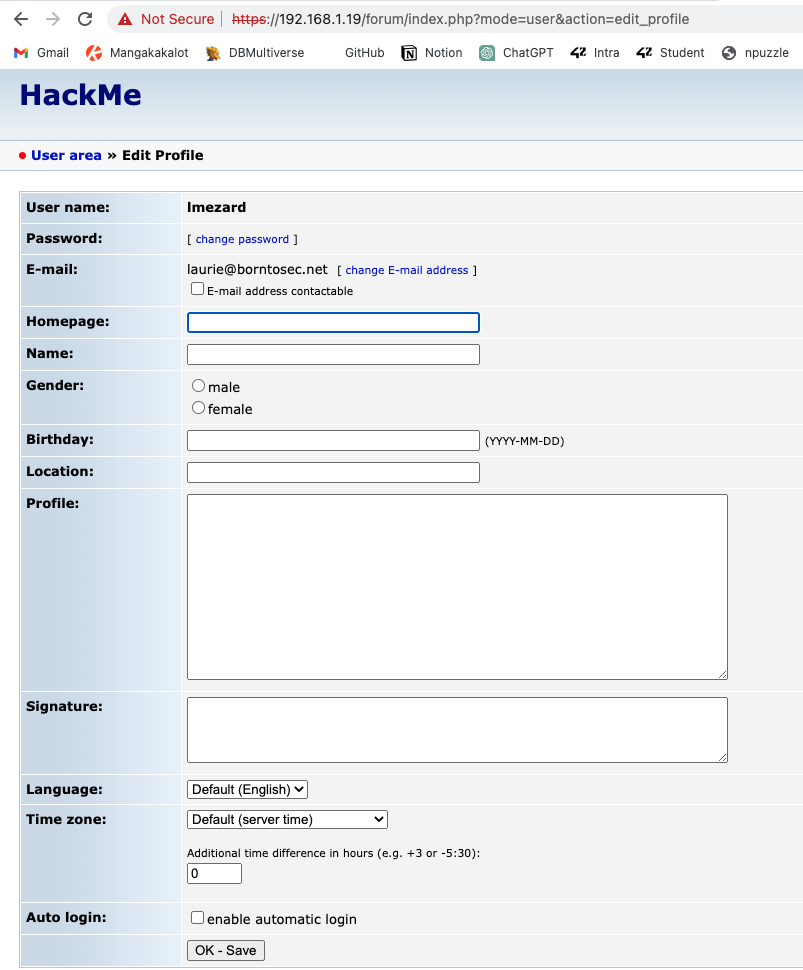 Not Secure | https://192.168.1.19/forum/index.php?mode=user&action=edit_profile
Gmail Mangakakalot DBMultiverse GitHub Notion ChatGPT Intra Student npuzzle
HackMe
User area » Edit Profile
User name: lmezard
Password: [ change password ]
E-mail: laurie@borntosec.net [ change E-mail address ]
E-mail address contactable
Homepage:
Name:
Gender: male
female
Birthday: (YYYY-MM-DD)
Location:
Profile:
Signature:
Language: Default (English)
Time zone: Default (server time)
Additional time difference in hours (e.g. +3 or -5:30):
0
Auto login: enable automatic login
OK - Save